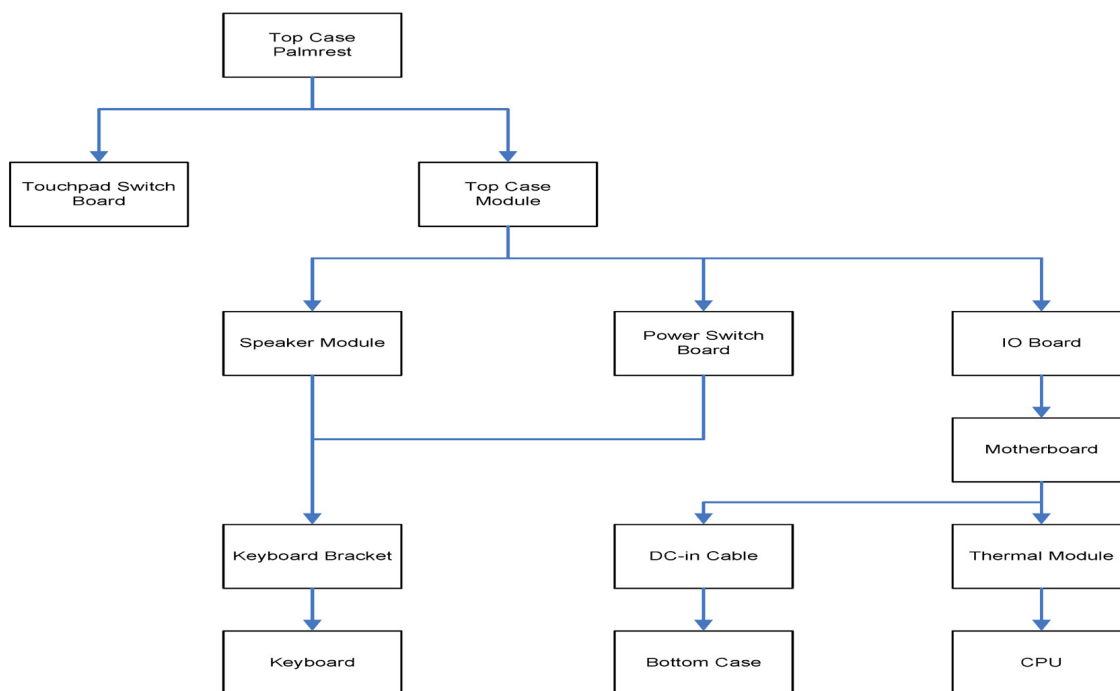 Top Case
Palmrest
Touchpad Switch
Board
Top Case
Module
Speaker Module
Power Switch
Board
IO Board
Motherboard
Keyboard Bracket
DC-in Cable
Thermal Module
Keyboard
Bottom Case
CPU